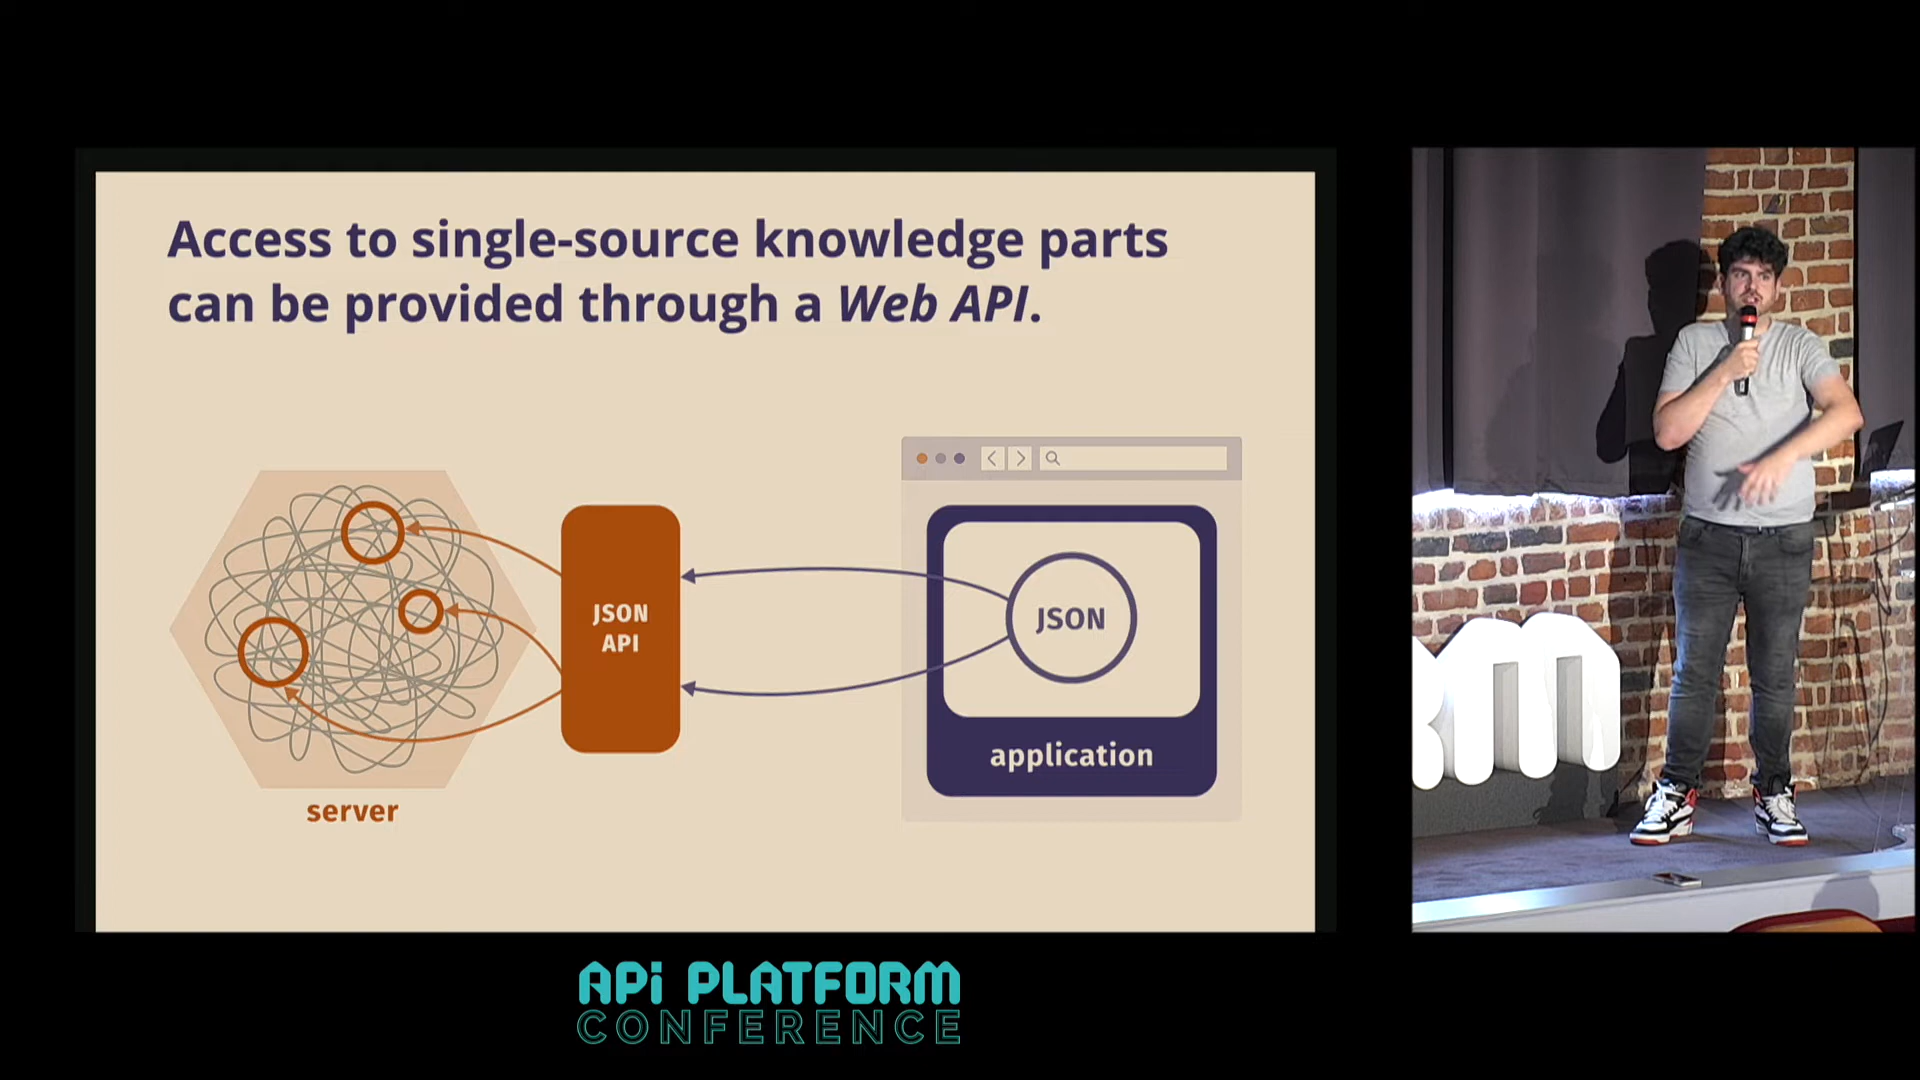 Access to single-source knowledge parts
can be provided through a Web API.
JSON
API
JSON
application
server
API PLATFORM
CONFERENCE